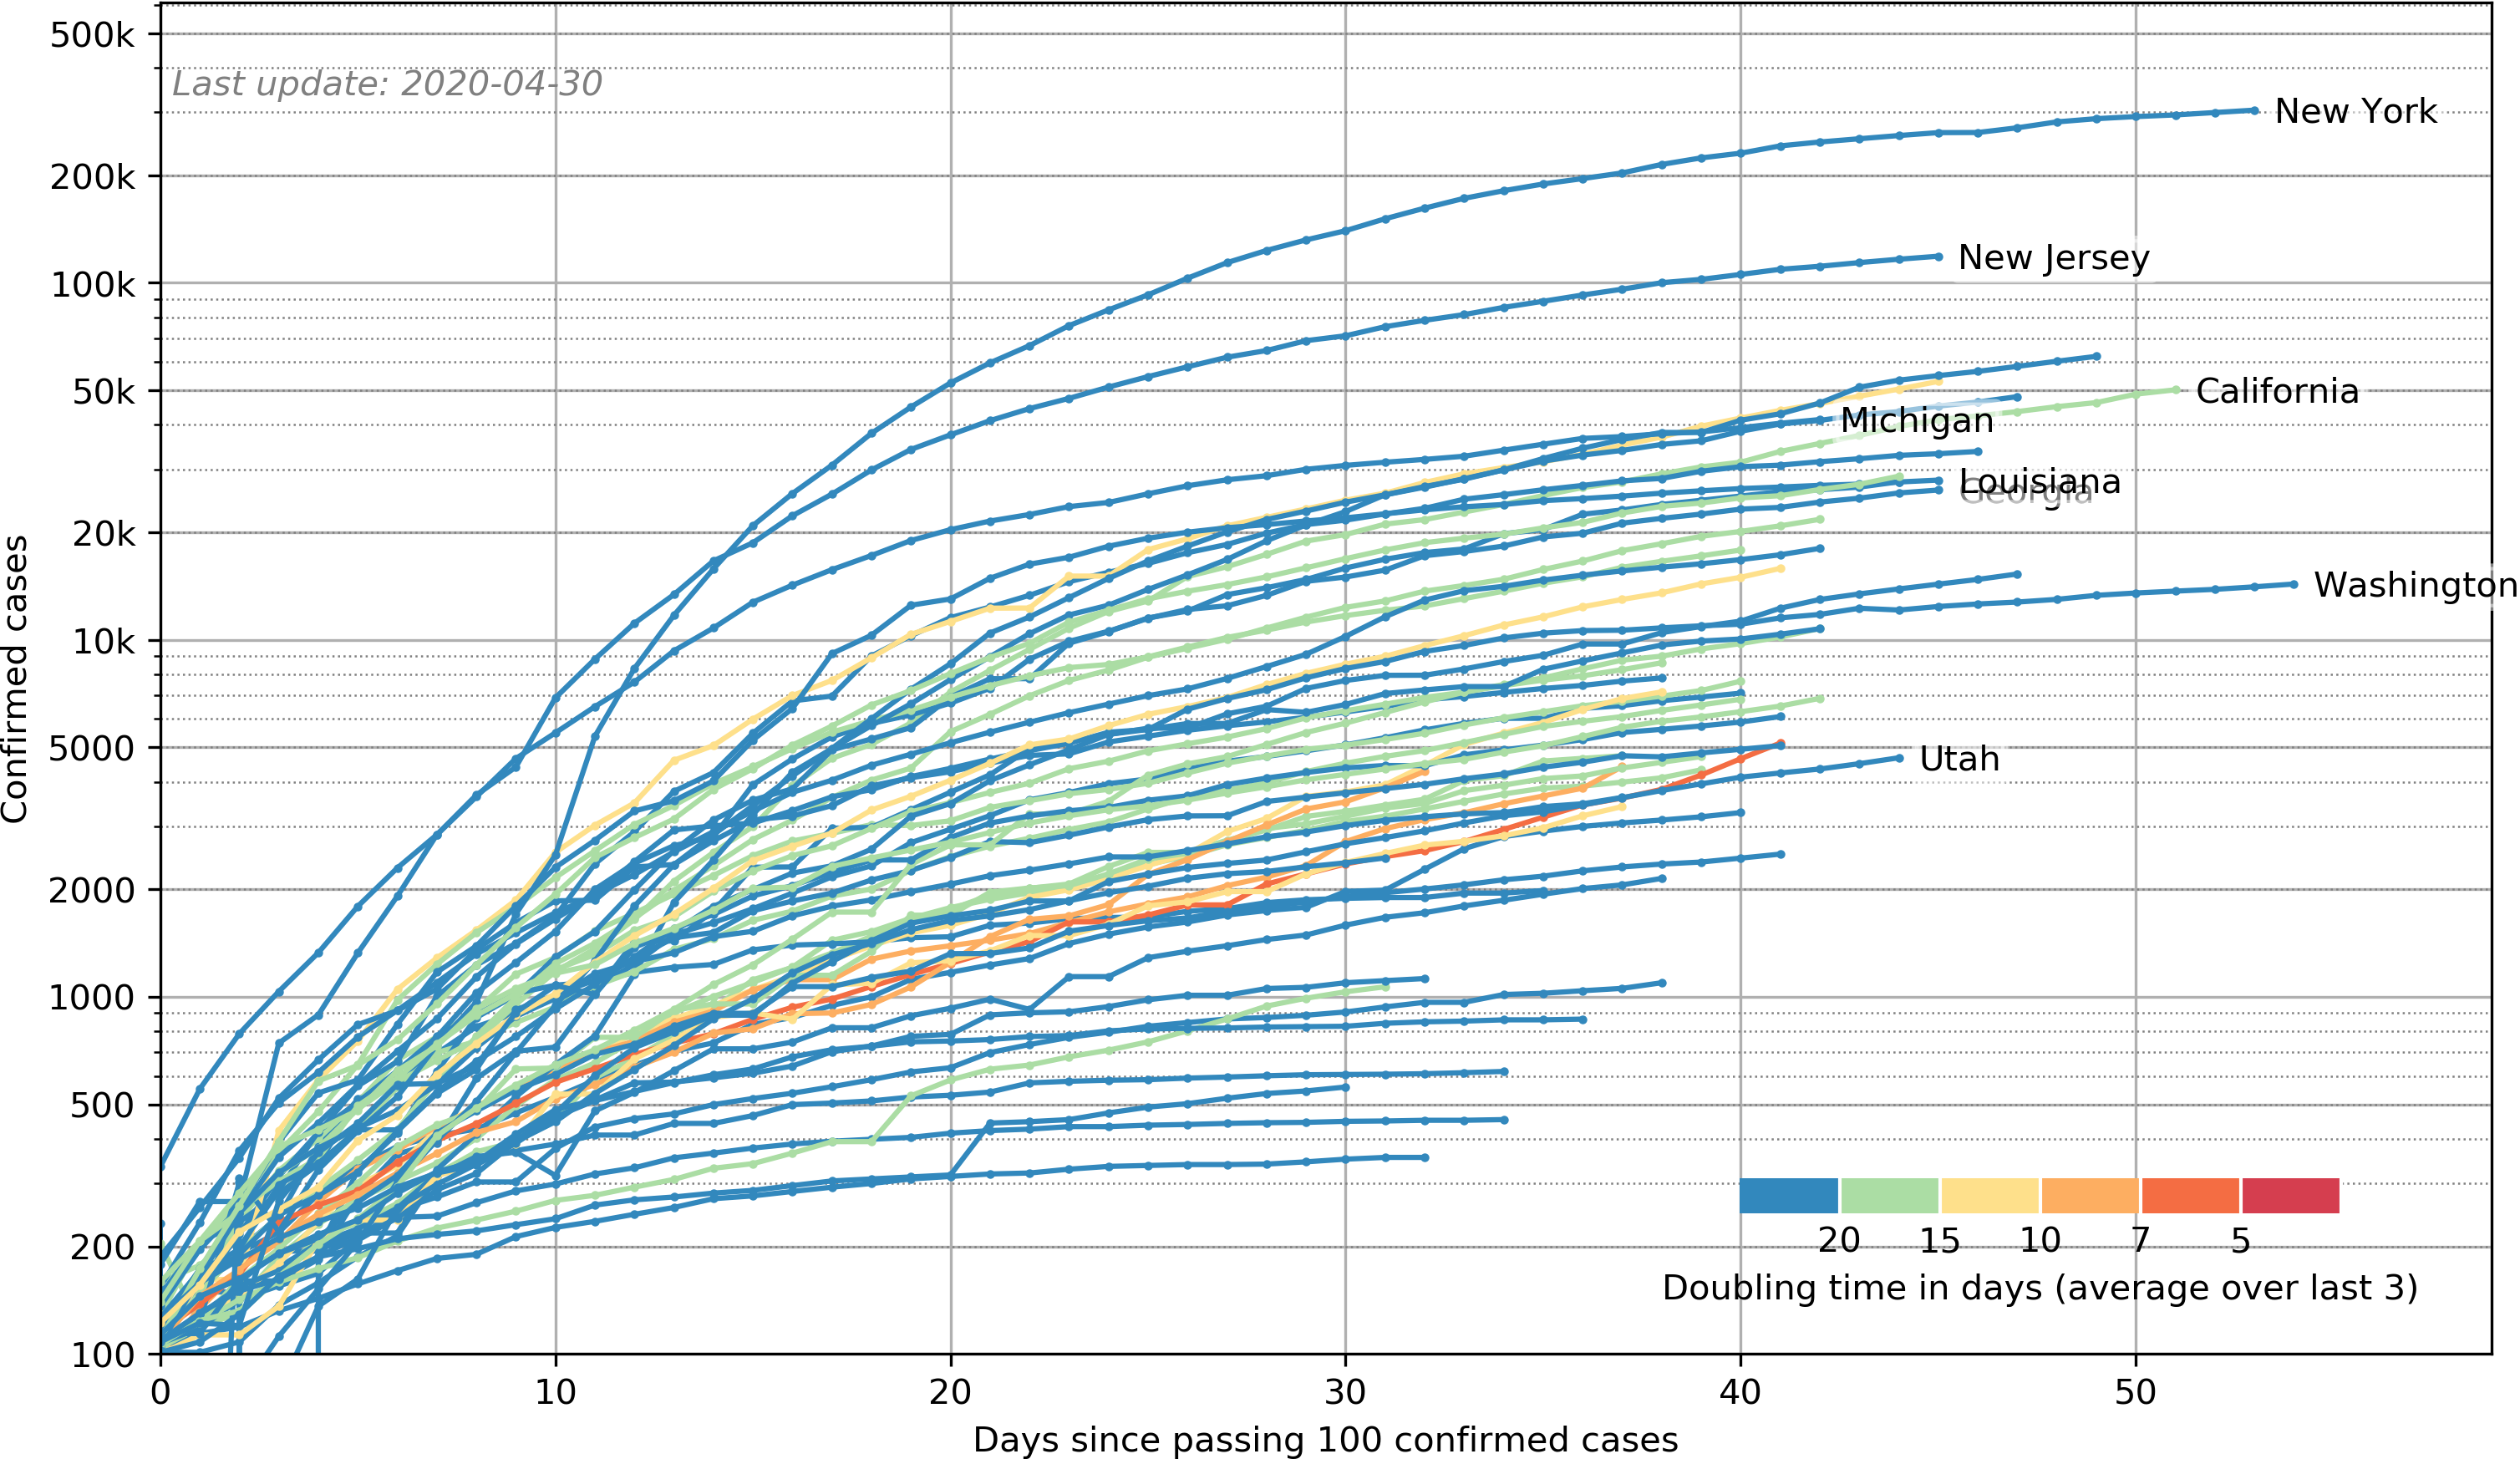 500k
Last update: 2020-04-30
New York
200k
New Jersey
100k
50k
California
Michigan
Louisiana
Georgia
20k
Washington
10k
5000
Utah
2000
1000
500
200
20 15 10 7 5
Doubling time in days (average over last 3)
100
0 10 20 30 40 50
Days since passing 100 confirmed cases
Confirmed cases